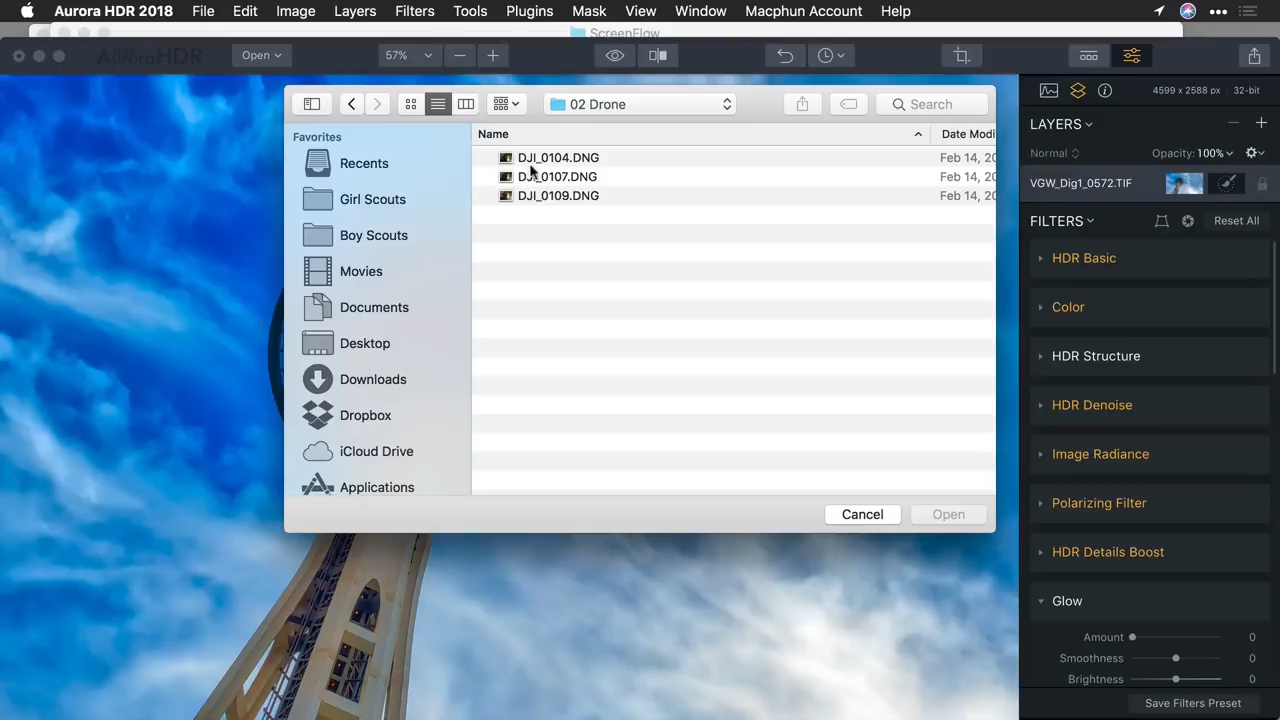 Aurora HDR 2018 File Edit Image Layers Filters Tools Plugins Mask View Window Macphun Account Help
ScreenFlow
AuroraHDR Open 57%
02 Drone Search
4599 x 2588 px 32-bit
Favorites
Recents
Girl Scouts
Boy Scouts
Movies
Documents
Desktop
Downloads
Dropbox
iCloud Drive
Applications
Name Date Modi
DJI_0104.DNG Feb 14, 20
DJI_0107.DNG Feb 14, 20
DJI_0109.DNG Feb 14, 20
Cancel Open
LAYERS
Normal Opacity: 100%
VGW_Dig1_0572.TIF
FILTERS Reset All
HDR Basic
Color
HDR Structure
HDR Denoise
Image Radiance
Polarizing Filter
HDR Details Boost
Glow
Amount 0
Smoothness 0
Brightness 0
Save Filters Preset